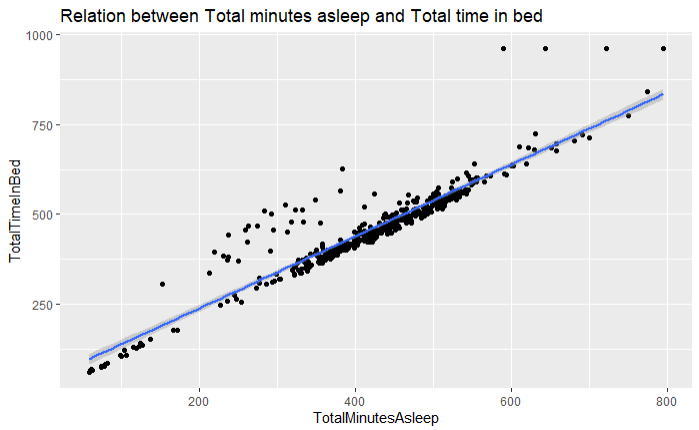 Relation between Total minutes asleep and Total time in bed
1000
750
500
250
TotalTimeInBed
200 400 600 800
TotalMinutesAsleep